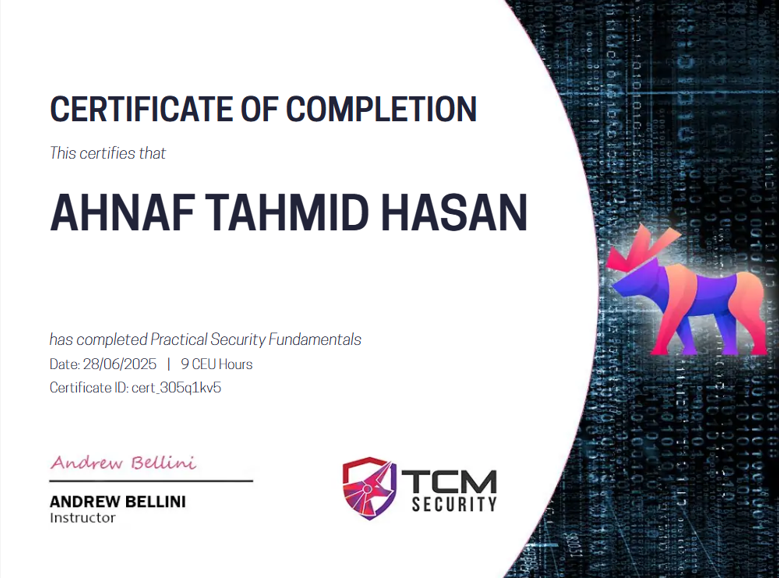 CERTIFICATE OF COMPLETION
This certifies that
AHNAF TAHMID HASAN
has completed Practical Security Fundamentals
Date: 28/06/2025 | 9 CEU Hours
Certificate ID: cert_305q1kv5
Andrew Bellini
ANDREW BELLINI
Instructor
TCM
SECURITY